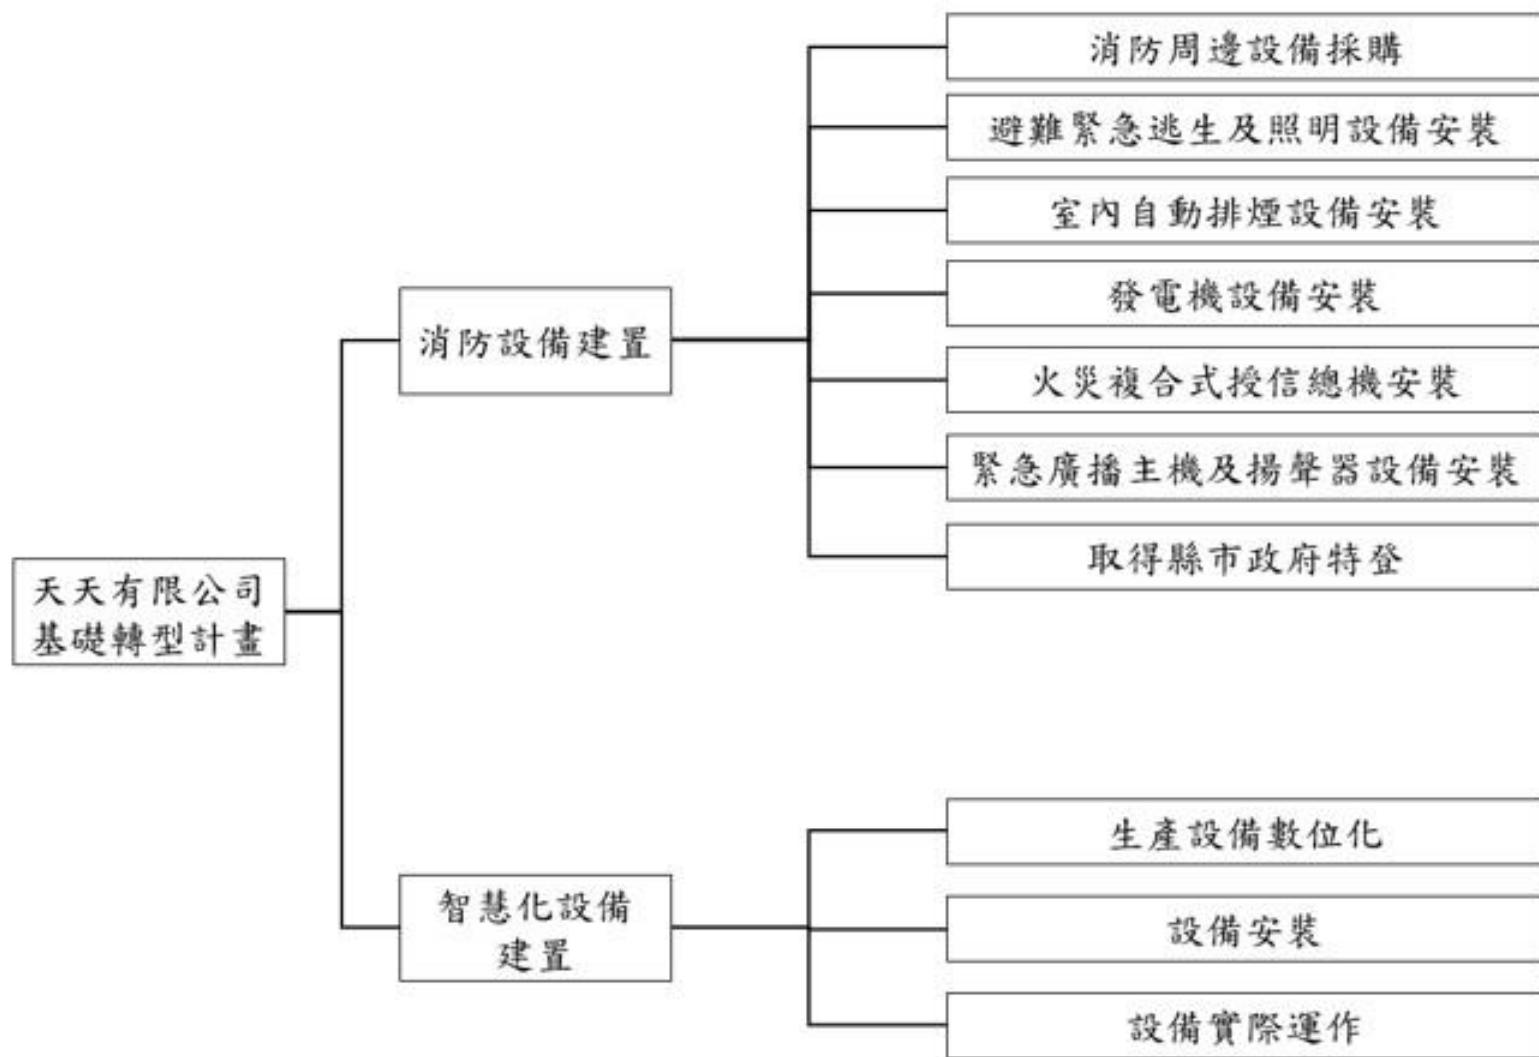 消防周邊設備採購
避難緊急逃生及照明設備安裝
室內自動排煙設備安裝
發電機設備安裝
消防設備建置
火災複合式授信總機安裝
緊急廣播主機及揚聲器設備安裝
取得縣市政府特登
天天有限公司
基礎轉型計畫
生產設備數位化
智慧化設備
建置
設備安裝
設備實際運作